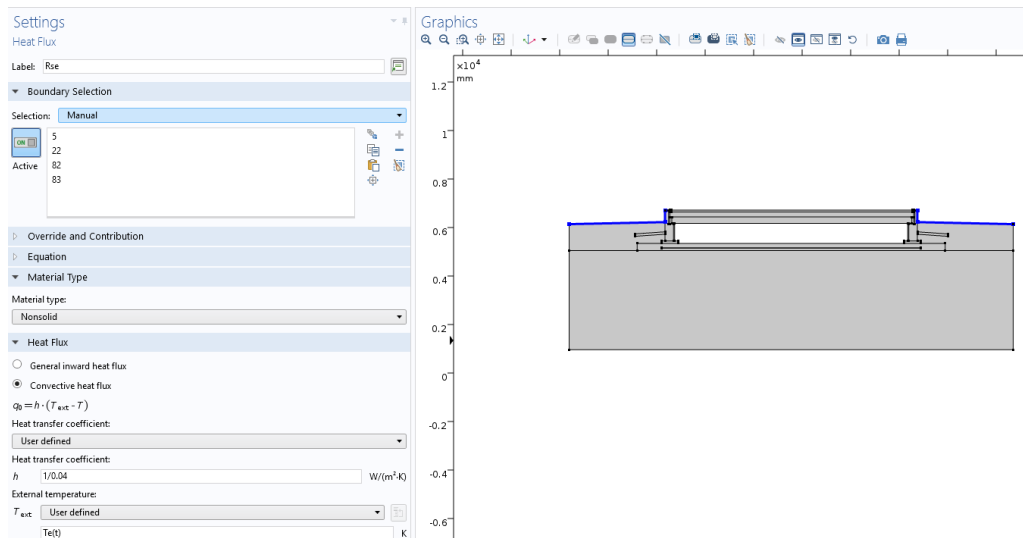 Settings
Heat Flux
Label: Rse
Boundary Selection
Selection: Manual
ON
Active
5
22
82
83
Override and Contribution
Equation
Material Type
Material type:
Nonsolid
Heat Flux
General inward heat flux
Convective heat flux
q₀=h·(Text-T)
Heat transfer coefficient:
User defined
Heat transfer coefficient:
h 1/0.04 W/(m²·K)
External temperature:
Text User defined
Te(t) K
Graphics
×10⁴
mm
1.2
1
0.8
0.6
0.4
0.2
0
-0.2
-0.4
-0.6